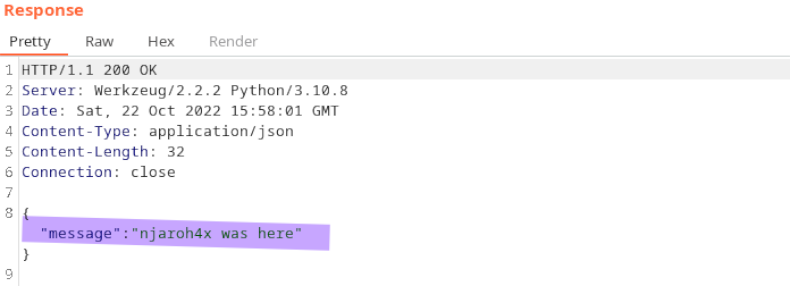 Response
Pretty Raw Hex Render
1 HTTP/1.1 200 OK
2 Server: Werkzeug/2.2.2 Python/3.10.8
3 Date: Sat, 22 Oct 2022 15:58:01 GMT
4 Content-Type: application/json
5 Content-Length: 32
6 Connection: close
7
8 {
"message":"njaroh4x was here"
}
9